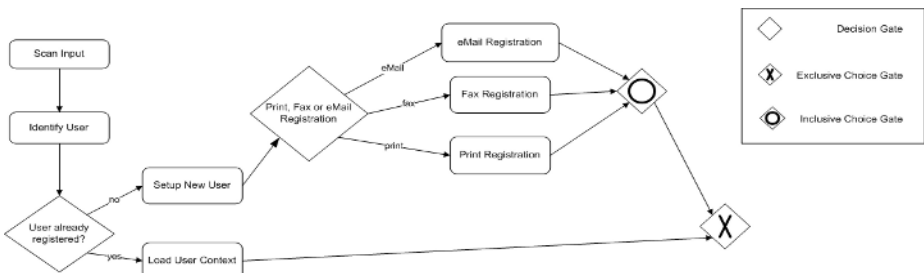 Scan Input
Identify User
User already
registered?
no
yes
Setup New User
Load User Context
Print, Fax or eMail
Registration
eMail
fax
print
eMail Registration
Fax Registration
Print Registration
X
Decision Gate
X
Exclusive Choice Gate
Inclusive Choice Gate